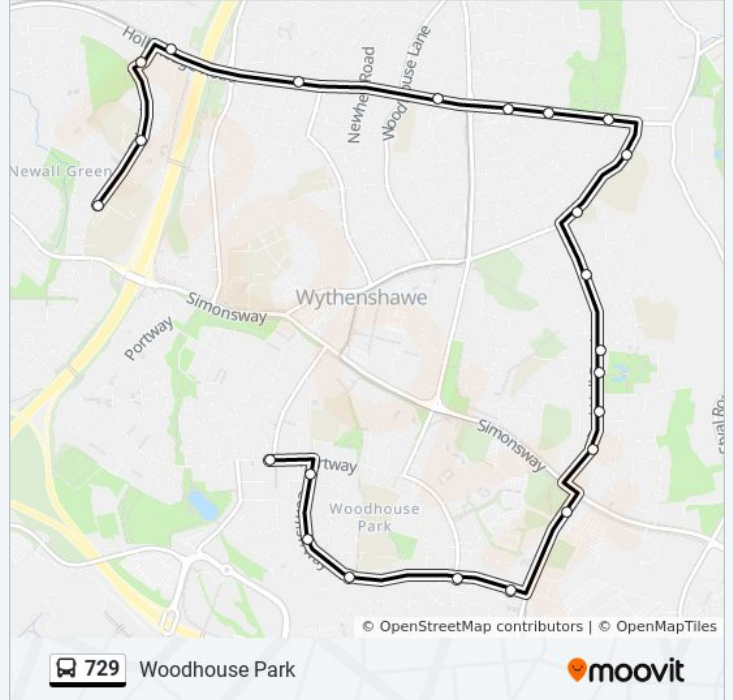 Newhey Road
Woodhouse Lane
Newall Green
Wythenshawe
Simonsway
Portway
Simonsway
Woodhouse
Park
© OpenStreetMap contributors | © OpenMapTiles
729 Woodhouse Park
moovit